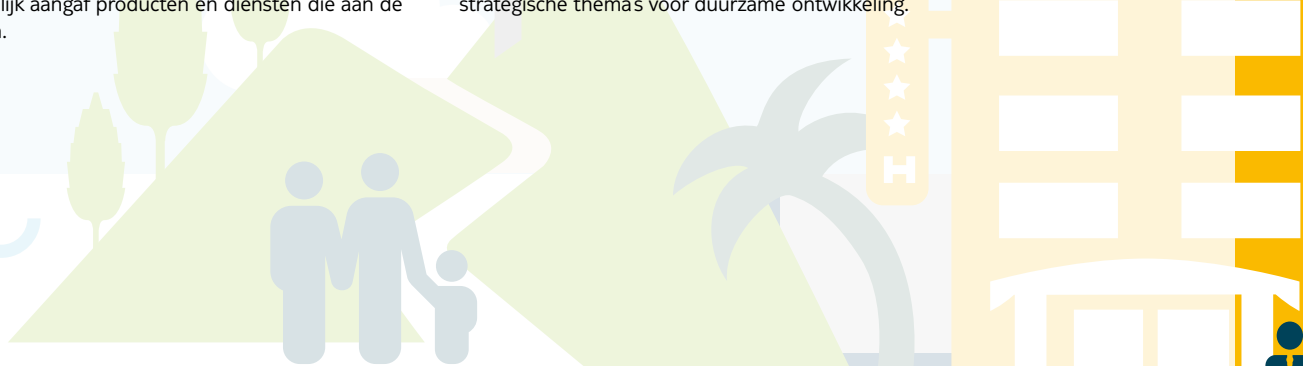 lijk aangaf producten en diensten die aan de
.
strategische thema's voor duurzame ontwikkeling.
H